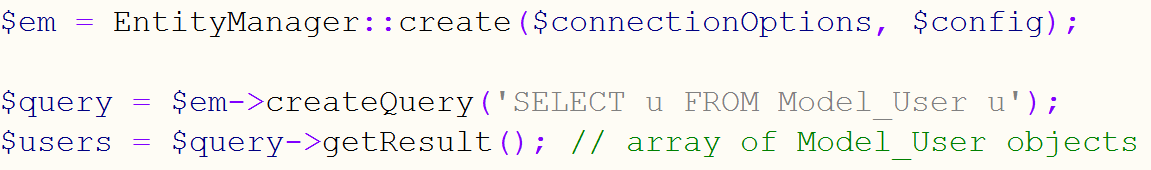 $em = EntityManager::create($connectionOptions, $config);
$query = $em->createQuery('SELECT u FROM Model_User u');
$users = $query->getResult(); // array of Model_User objects